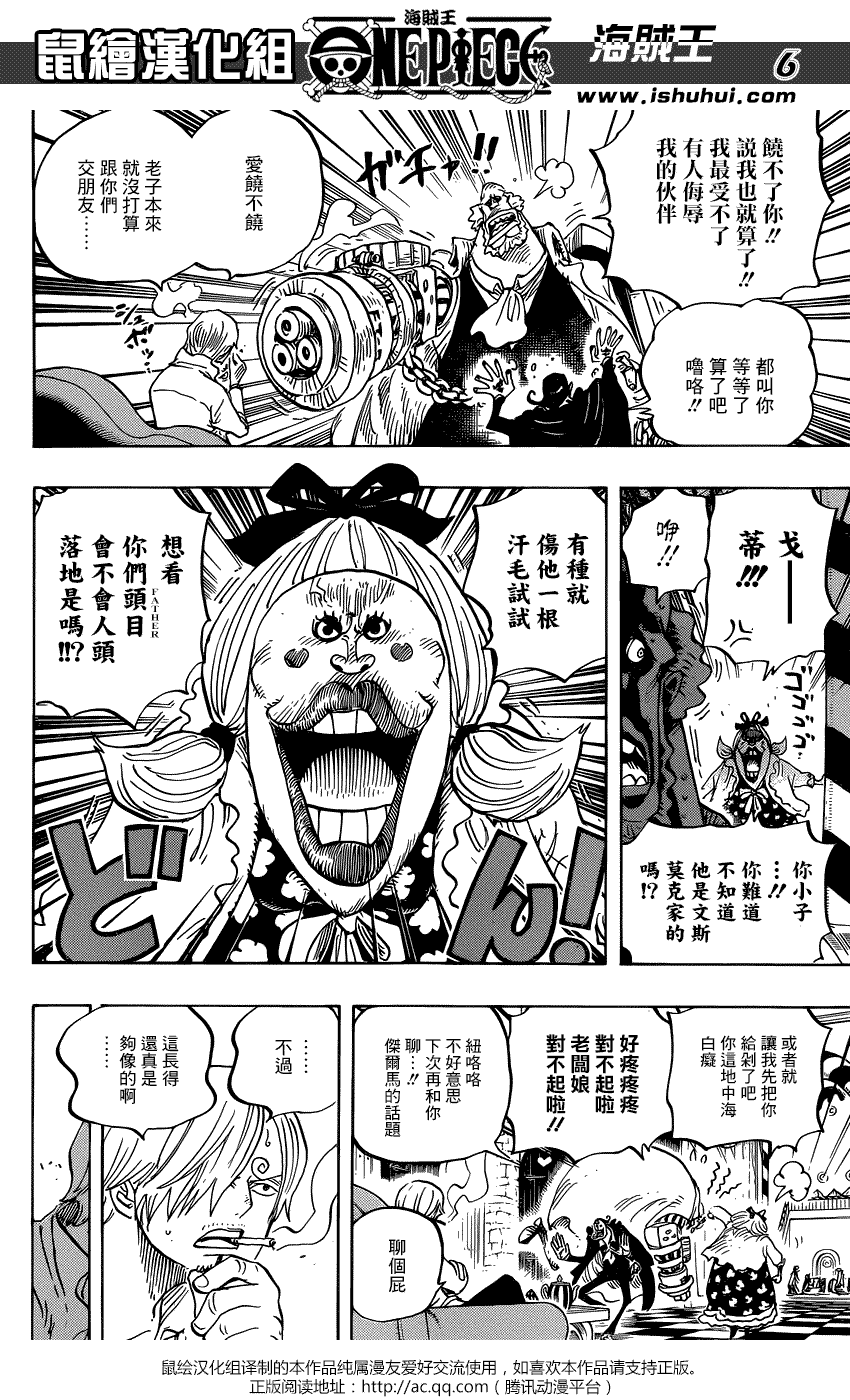 鼠繪漢化組
海賊王
ONE PIECE
海賊王
6
www.ishuhui.com
饒不了你!!
說我也就算了!!
我最受不了
有人侮辱
我的伙伴
ガチャ!!
愛饒不饒
老子本來
就沒打算
跟你們
交朋友……
都叫你
等等了
算了吧
嚕咯!!
戈——
蒂!!!
咿!!
ゴゴゴゴ
你小子
…!!
你難道
不知道
他是文斯
莫克家的
嗎!?
有種就
傷他一根
汗毛試試
想看
你們頭目
FATHER
會不會人頭
落地是嗎!!?
どん!
或者就
讓我先把你
給剁了吧
你這地中海
白癡
好疼疼疼
對不起啦!
老闆娘
對不起啦!!
紐咯咯
不好意思
下次再和你
聊…!!
傑爾馬的話題
聊個屁
不過
……
這長得
還真是
夠像的啊
……
鼠绘汉化组译制的本作品纯属漫友爱好交流使用，如喜欢本作品请支持正版。
正版阅读地址：http://ac.qq.com（腾讯动漫平台）